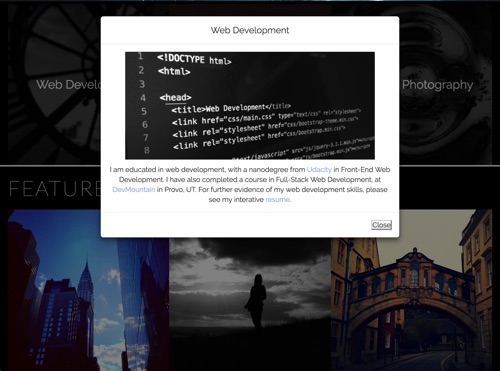 Web Development
1 <!DOCTYPE html>
2 <html>
3
4 <head>
5 <title>Web Development</title>
6 <link href="css/main.css" type="text/css" rel="stylesheet">
7 <link rel="stylesheet" href="css/bootstrap-theme.min.css">
8 <link rel="stylesheet" href="css/bootstrap.min.css">
Web Develo
Photography
I am educated in web development, with a nanodegree from Udacity in Front-End Web
Development. I have also completed a course in Full-Stack Web Development, at
DevMountain in Provo, UT. For further evidence of my web development skills, please
see my interative resume.
FEATURE
Close